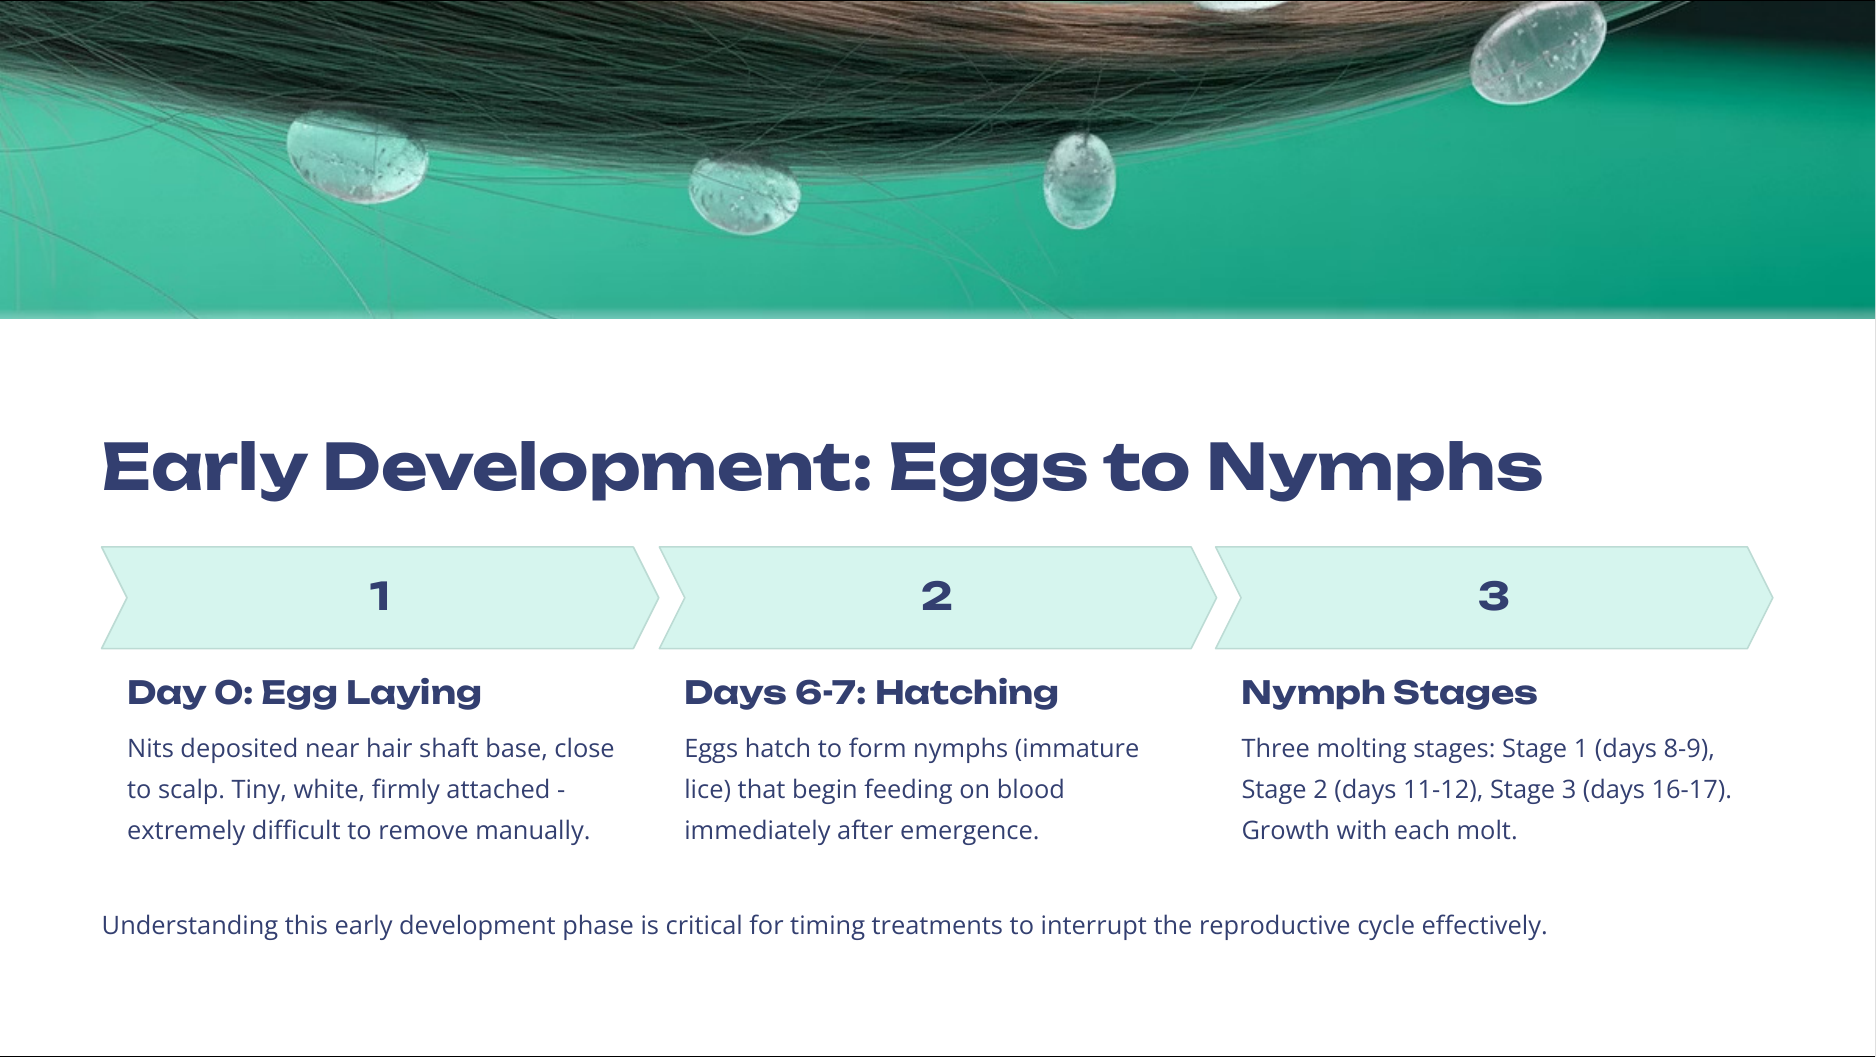 Early Development: Eggs to Nymphs
1
2
3
Day 0: Egg Laying
Nits deposited near hair shaft base, close
to scalp. Tiny, white, firmly attached -
extremely difficult to remove manually.
Days 6-7: Hatching
Eggs hatch to form nymphs (immature
lice) that begin feeding on blood
immediately after emergence.
Nymph Stages
Three molting stages: Stage 1 (days 8-9),
Stage 2 (days 11-12), Stage 3 (days 16-17).
Growth with each molt.
Understanding this early development phase is critical for timing treatments to interrupt the reproductive cycle effectively.